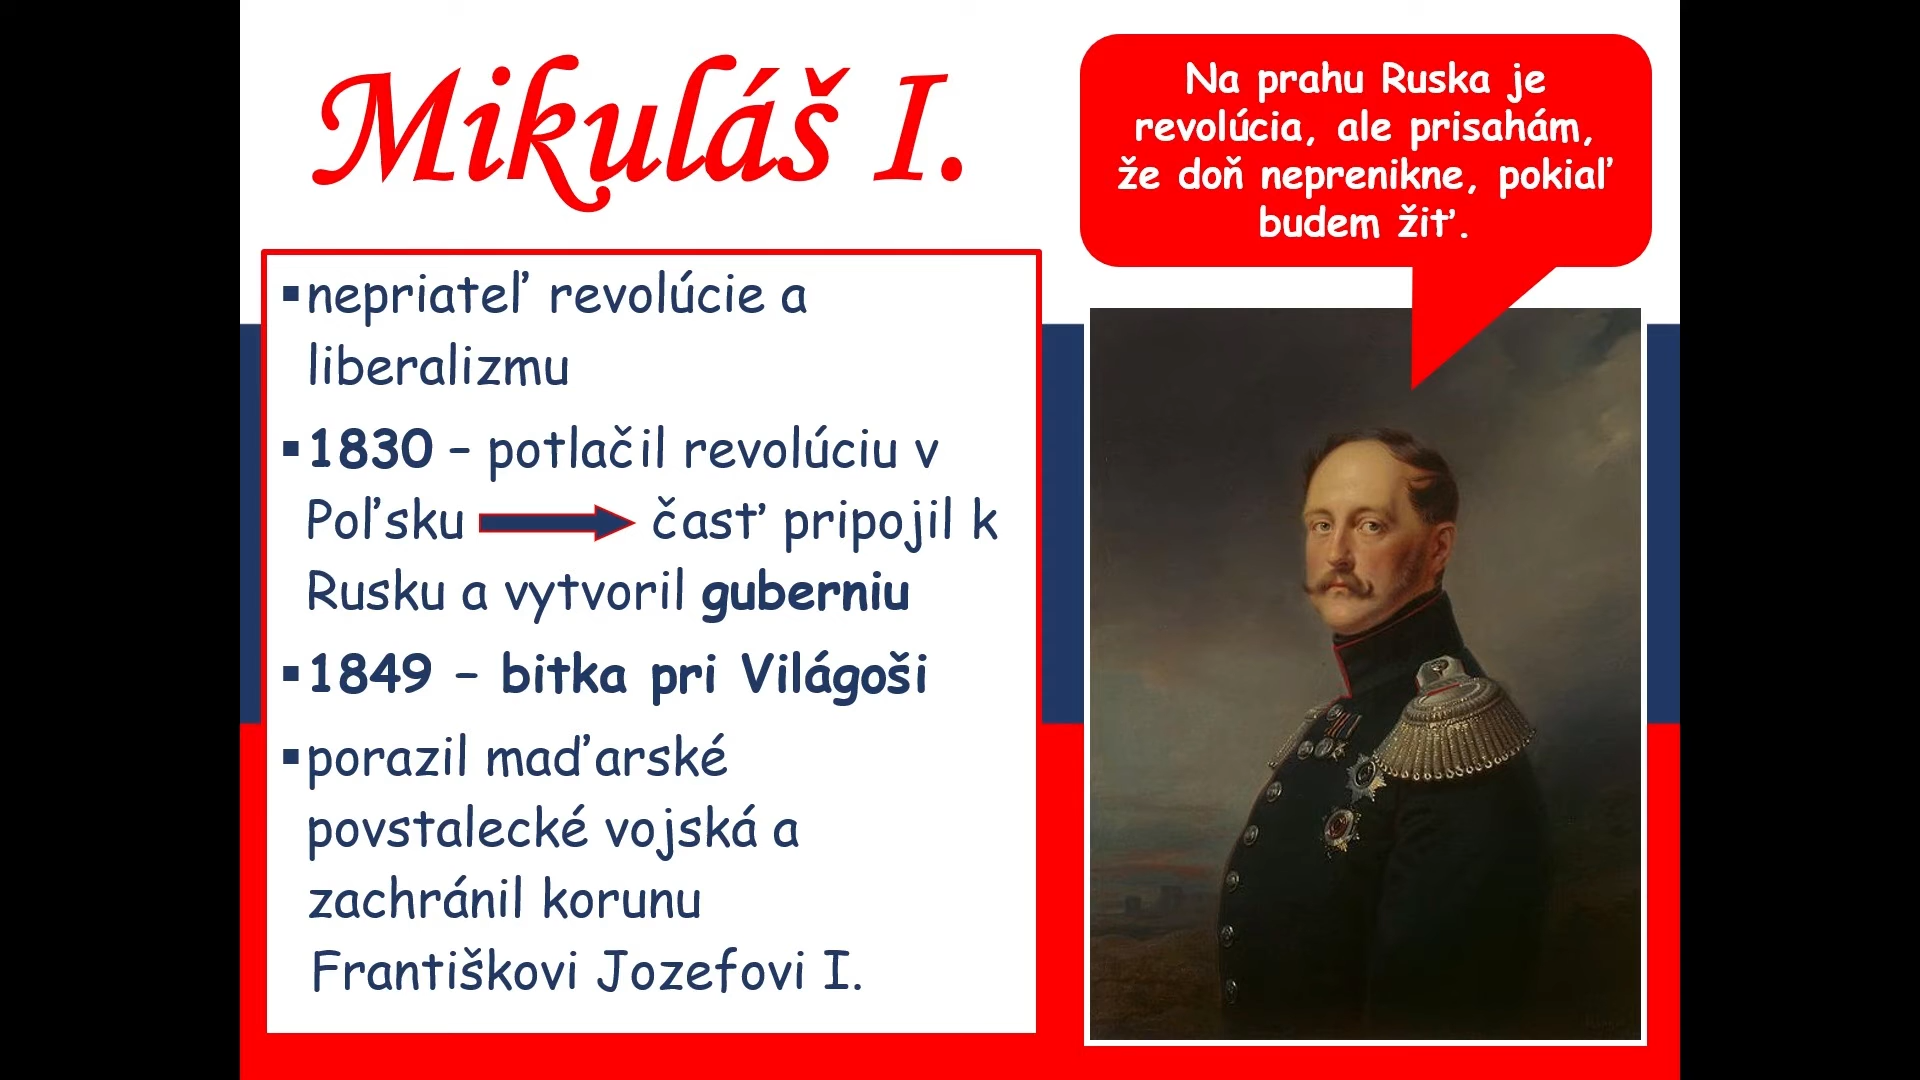 Mikuláš I.
Na prahu Ruska je
revolúcia, ale prisahám,
že doň neprenikne, pokiaľ
budem žiť.
▪nepriateľ revolúcie a
liberalizmu
▪1830 – potlačil revolúciu v
Poľsku časť pripojil k
Rusku a vytvoril guberniu
▪1849 – bitka pri Világoši
▪porazil maďarské
povstalecké vojská a
zachránil korunu
Františkovi Jozefovi I.